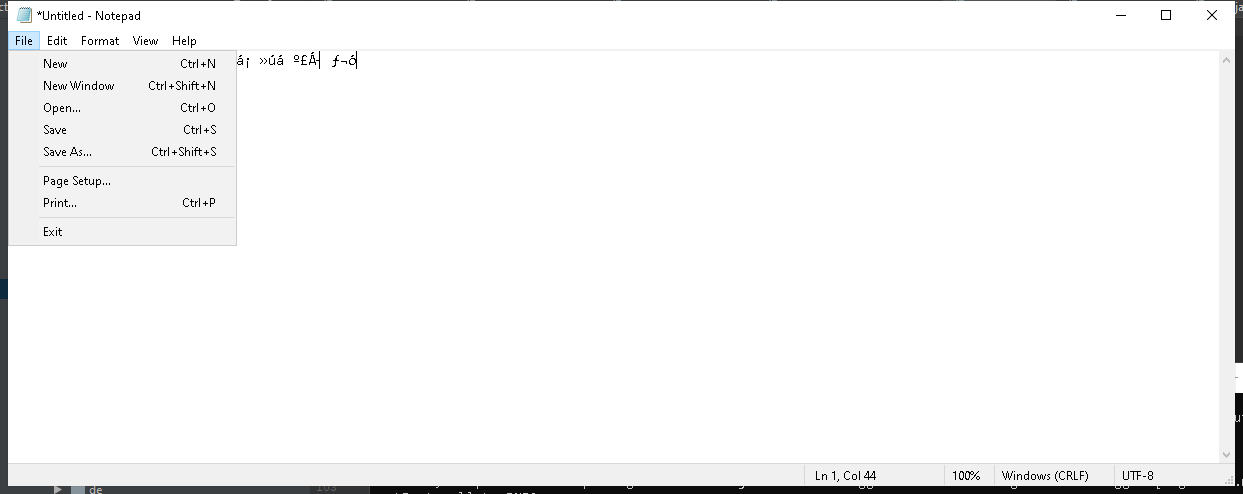 *Untitled - Notepad
File Edit Format View Help
á¡ »úá º£Á┤ ƒ¬ó
New Ctrl+N
New Window Ctrl+Shift+N
Open... Ctrl+O
Save Ctrl+S
Save As... Ctrl+Shift+S
Page Setup...
Print... Ctrl+P
Exit
Ln 1, Col 44 100% Windows (CRLF) UTF-8
de